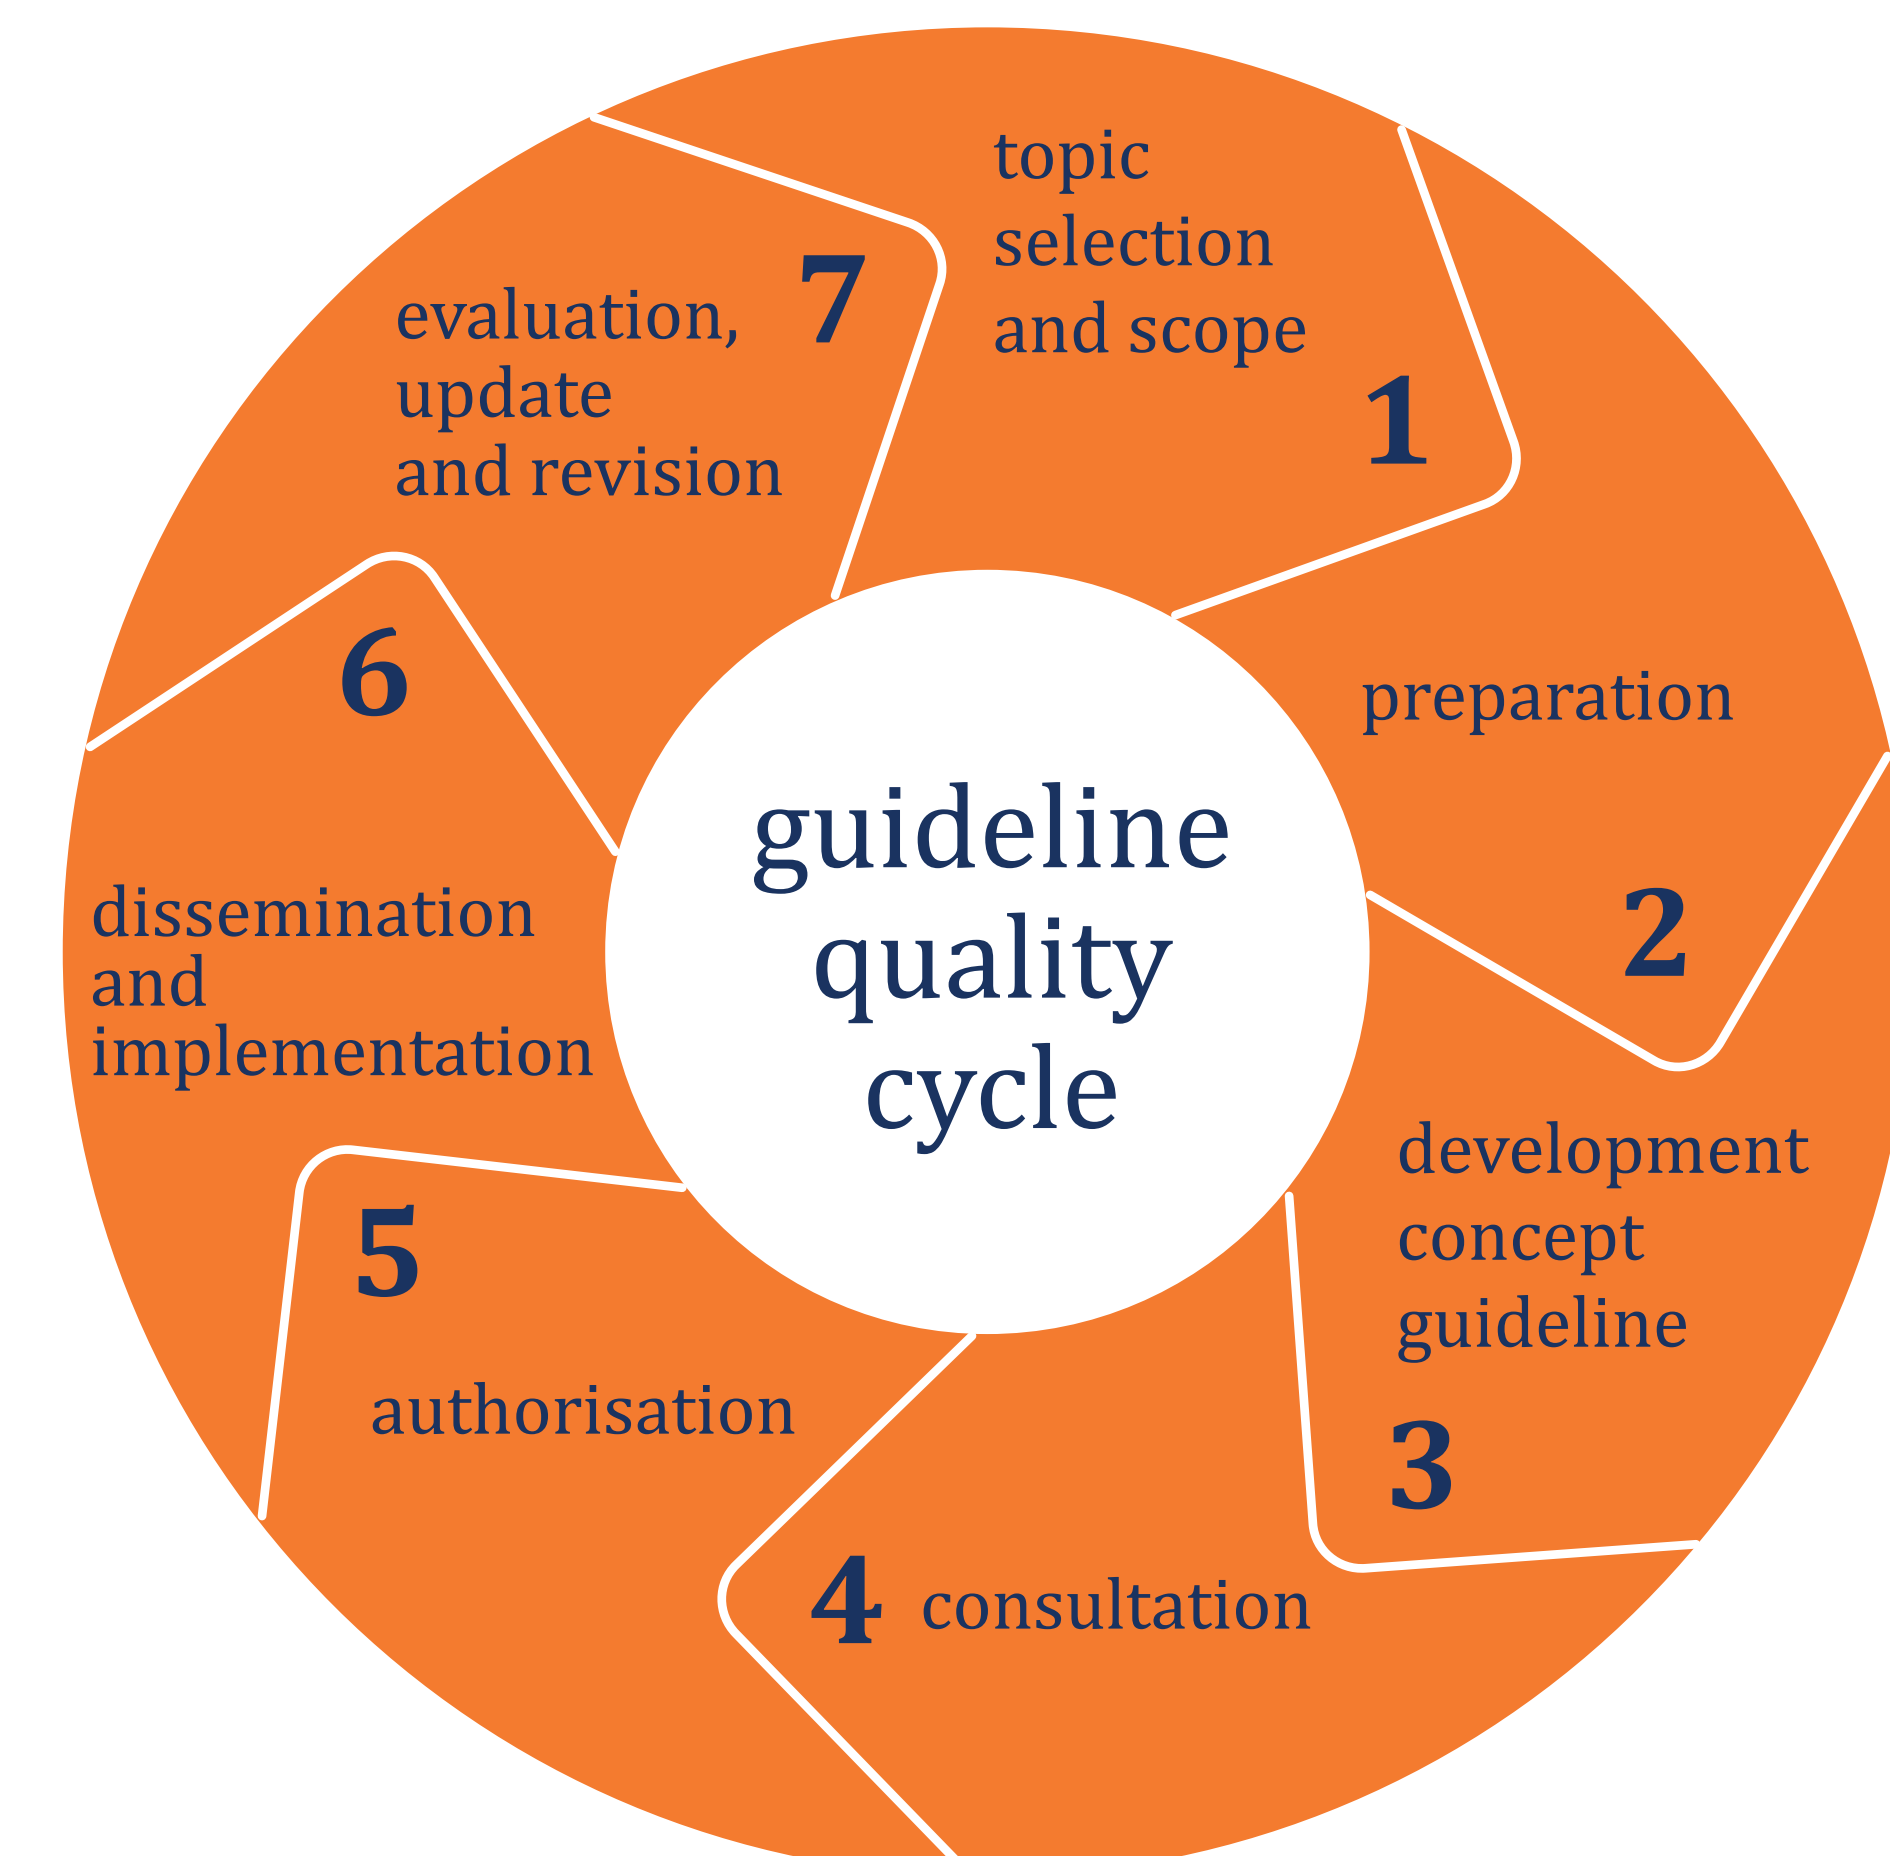 topic
selection
and scope
1
preparation
2
development
concept
guideline
3
4 consultation
5
authorisation
6
dissemination
and
implementation
7
evaluation,
update
and revision
guideline
quality
cycle